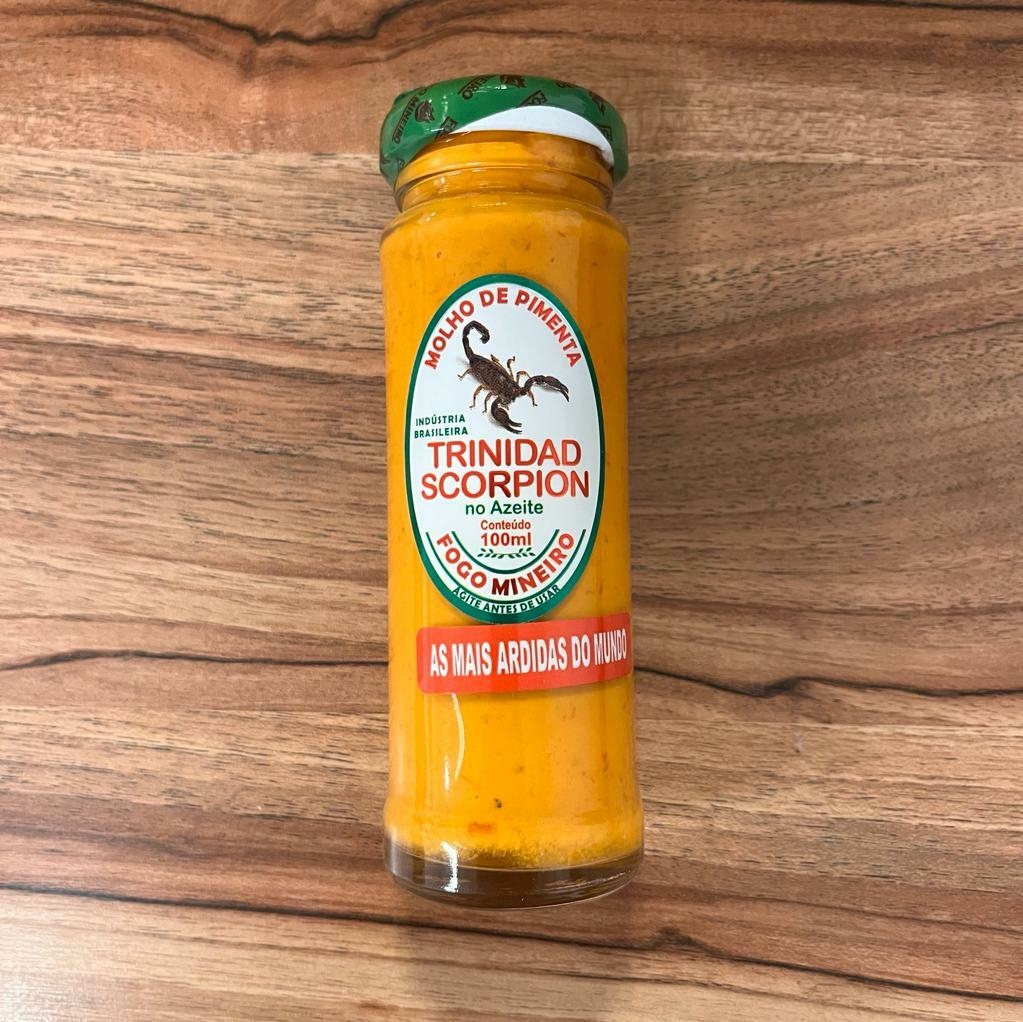 MINEIRO
MOLHO DE PIMENTA
INDÚSTRIA
BRASILEIRA
TRINIDAD
SCORPION
no Azeite
Conteúdo
100ml
FOGO MINEIRO
AGITE ANTES DE USAR
AS MAIS ARDIDAS DO MUNDO